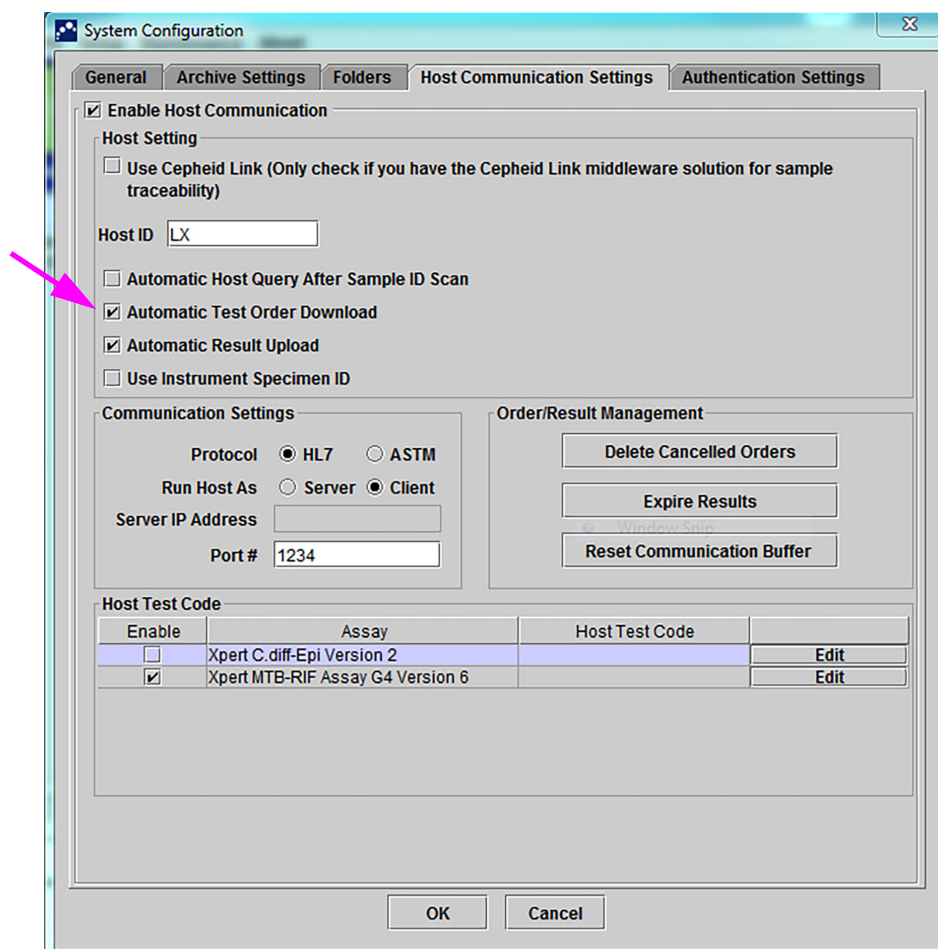 System Configuration
General Archive Settings Folders Host Communication Settings Authentication Settings
Enable Host Communication
Host Setting
Use Cepheid Link (Only check if you have the Cepheid Link middleware solution for sample
traceability)
Host ID LX
Automatic Host Query After Sample ID Scan
Automatic Test Order Download
Automatic Result Upload
Use Instrument Specimen ID
Communication Settings
Protocol HL7 ASTM
Run Host As Server Client
Server IP Address
Port # 1234
Order/Result Management
Delete Cancelled Orders
Expire Results
Window Snip
Reset Communication Buffer
Host Test Code
Enable Assay Host Test Code
Xpert C.diff-Epi Version 2 Edit
Xpert MTB-RIF Assay G4 Version 6 Edit
OK Cancel